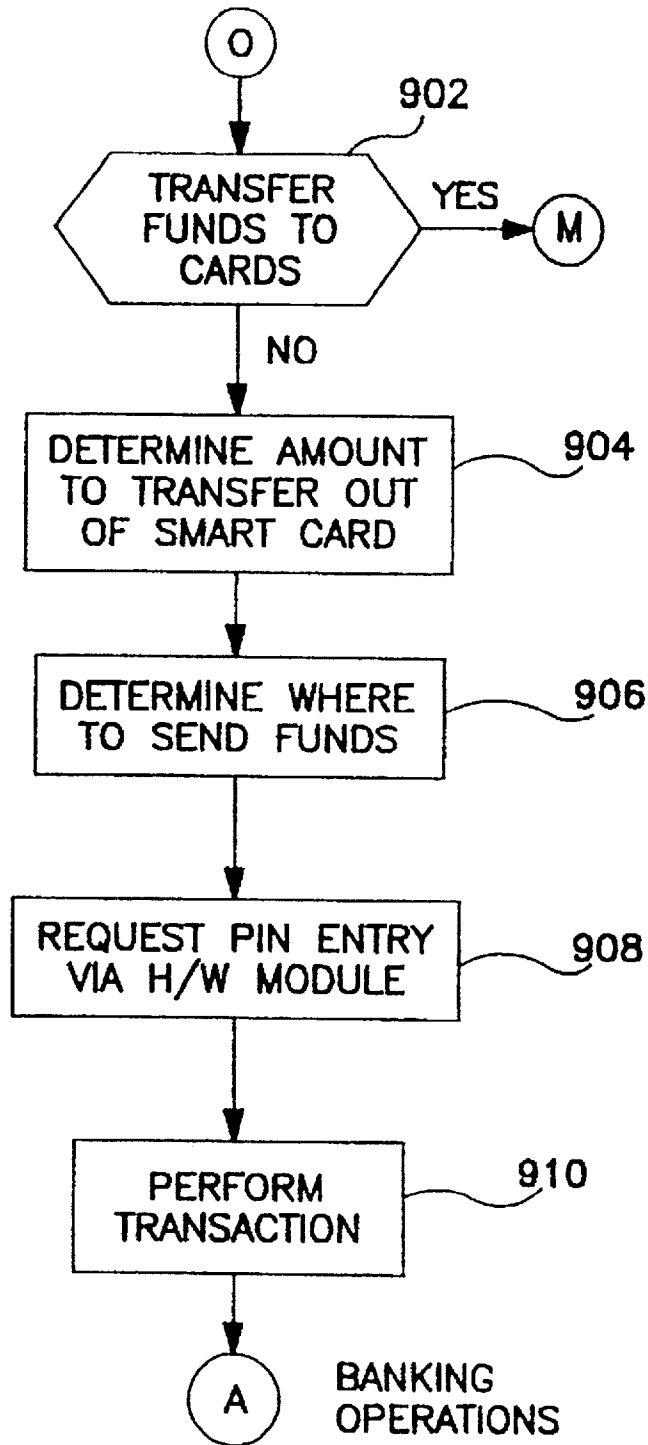 O
902
TRANSFER
FUNDS TO
CARDS
YES
M
NO
DETERMINE AMOUNT
TO TRANSFER OUT
OF SMART CARD
904
DETERMINE WHERE
TO SEND FUNDS
906
REQUEST PIN ENTRY
VIA H/W MODULE
908
PERFORM
TRANSACTION
910
A
BANKING
OPERATIONS